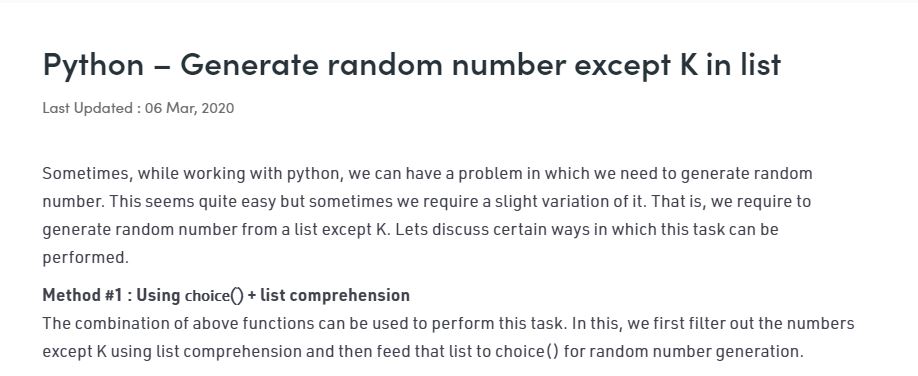 Python – Generate random number except K in list
Last Updated : 06 Mar, 2020
Sometimes, while working with python, we can have a problem in which we need to generate random
number. This seems quite easy but sometimes we require a slight variation of it. That is, we require to
generate random number from a list except K. Lets discuss certain ways in which this task can be
performed.
Method #1 : Using choice() + list comprehension
The combination of above functions can be used to perform this task. In this, we first filter out the numbers
except K using list comprehension and then feed that list to choice() for random number generation.